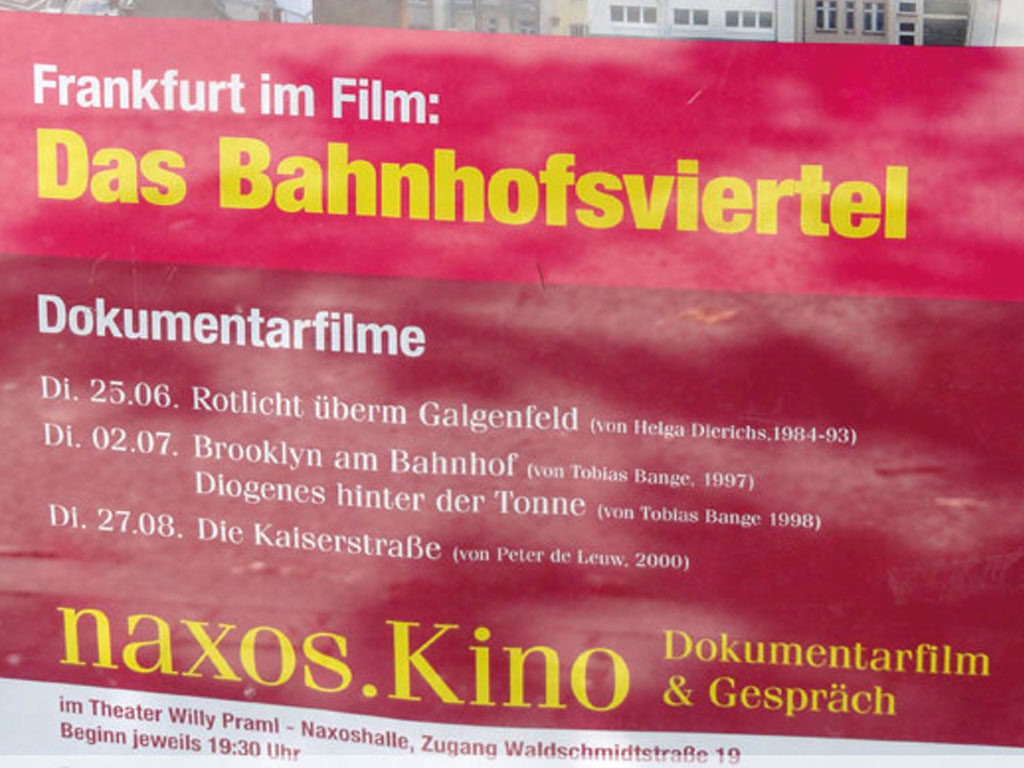 Frankfurt im Film:
Das Bahnhofsviertel
Dokumentarfilme
Di. 25.06. Rotlicht überm Galgenfeld (von Helga Dierichs,1984-93)
Di. 02.07. Brooklyn am Bahnhof (von Tobias Bange, 1997)
Diogenes hinter der Tonne (von Tobias Bange 1998)
Di. 27.08. Die Kaiserstraße (von Peter de Leuw, 2000)
naxos.Kino Dokumentarfilm
& Gespräch
im Theater Willy Praml - Naxoshalle, Zugang Waldschmidtstraße 19
Beginn jeweils 19:30 Uhr